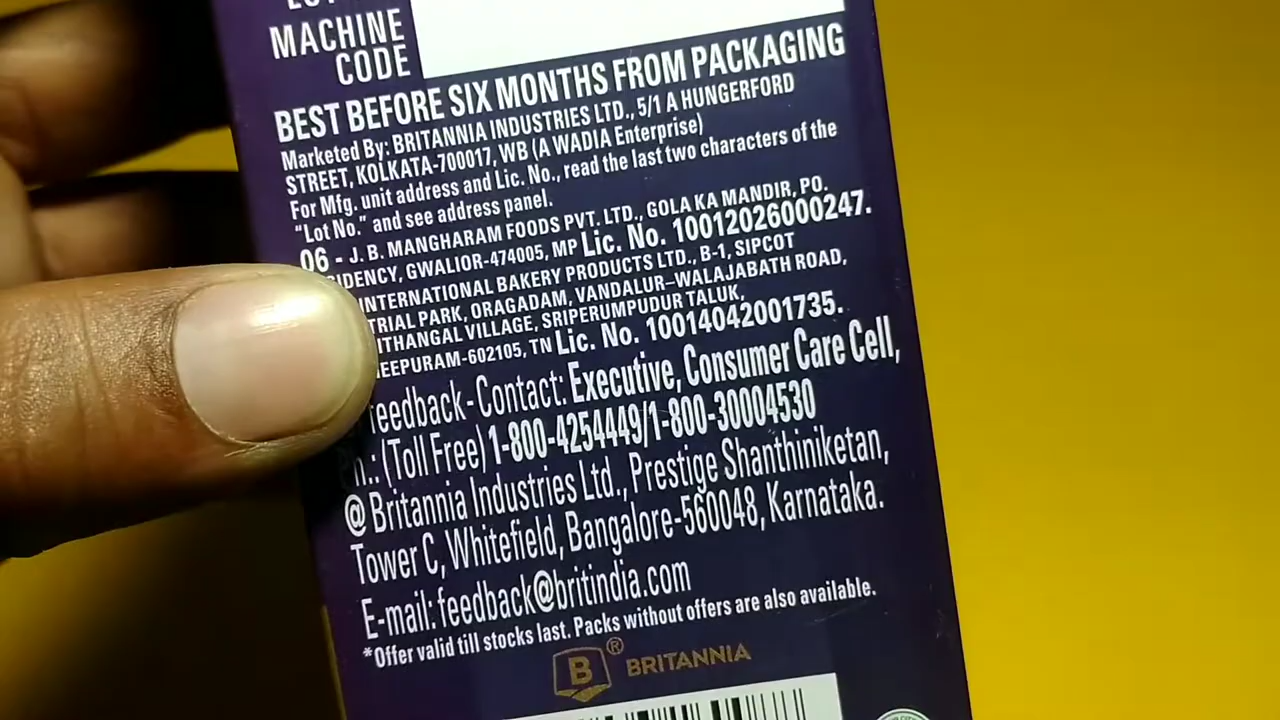 MACHINE
CODE
BEST BEFORE SIX MONTHS FROM PACKAGING
Marketed By: BRITANNIA INDUSTRIES LTD., 5/1 A HUNGERFORD
STREET, KOLKATA-700017, WB (A WADIA Enterprise)
For Mfg. unit address and Lic. No., read the last two characters of the
"Lot No." and see address panel.
06 - J. B. MANGHARAM FOODS PVT. LTD., GOLA KA MANDIR, PO.
GWALIOR-474005, MP Lic. No. 10012026000247.
INTERNATIONAL BAKERY PRODUCTS LTD., B-1, SIPCOT
PARK, ORAGADAM, VANDALUR–WALAJABATH ROAD,
VILLAGE, SRIPERUMPUDUR TALUK,
-602105, TN Lic. No. 10014042001735.
feedback-Contact: Executive, Consumer Care Cell,
(Toll Free) 1-800-4254449/1-800-30004530
@ Britannia Industries Ltd., Prestige Shanthiniketan,
Tower C, Whitefield, Bangalore-560048, Karnataka.
E-mail: feedback@britindia.com
*Offer valid till stocks last. Packs without offers are also available.
B ® BRITANNIA